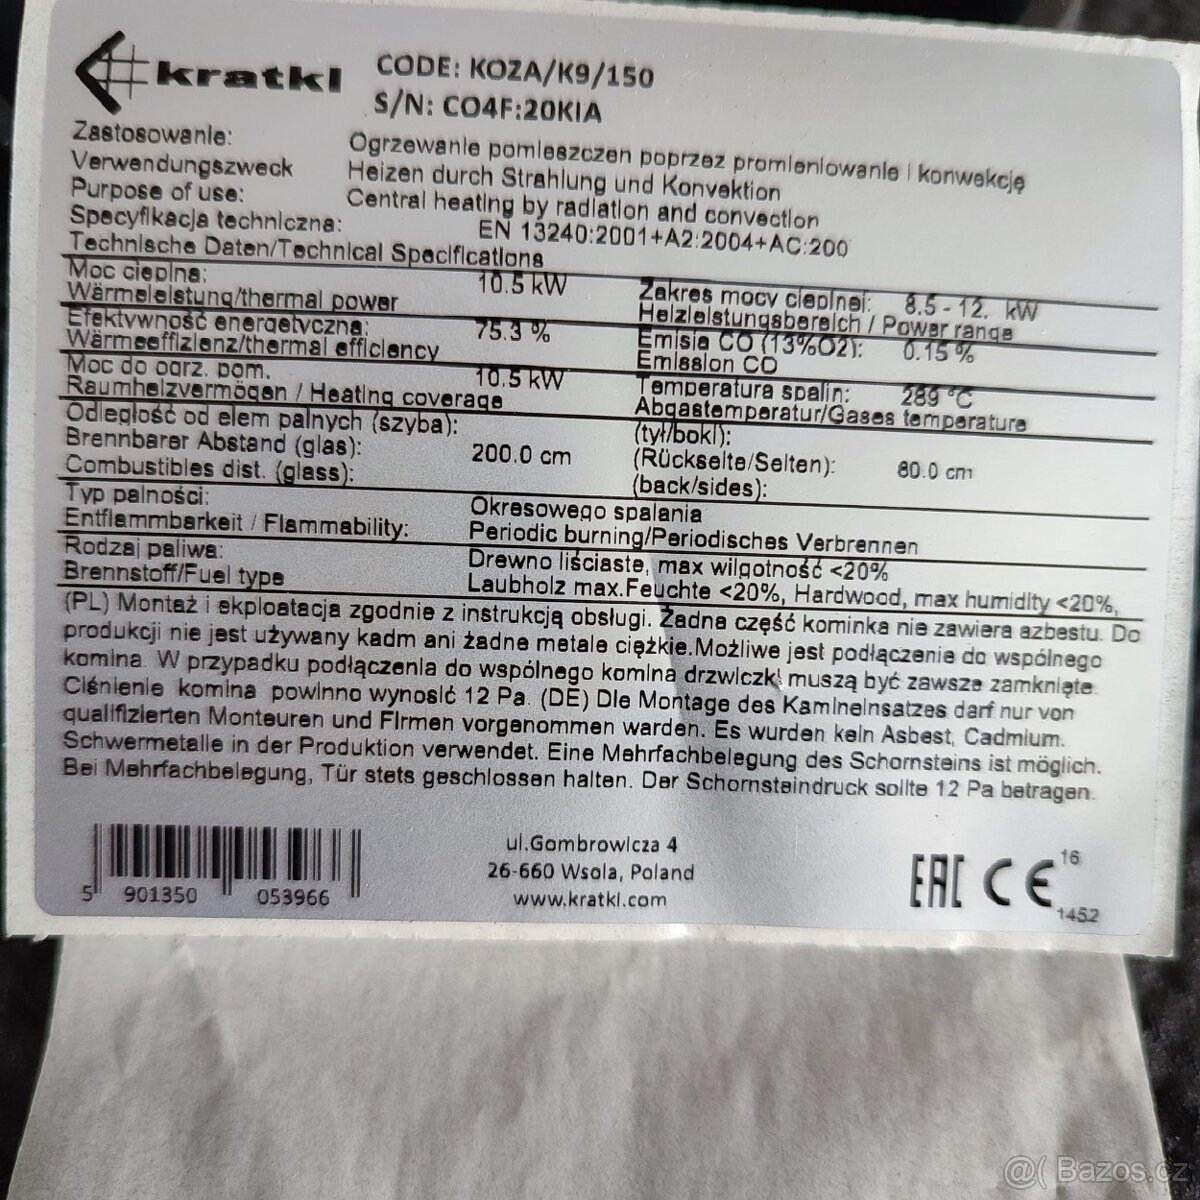 kratki CODE: KOZA/K9/150
S/N: CO4F:20KIA
Zastosowanie: Ogrzewanie pomieszczen poprzez promieniowanie i konwekcję
Verwendungszweck Heizen durch Strahlung und Konvektion
Purpose of use: Central heating by radiation and convection
Specyfikacja techniczna: EN 13240:2001+A2:2004+AC:200
Technische Daten/Technical Specifications
Moc cieplna: 10.5 kW Zakres mocy cieplnej: 8.5 - 12. kW
Wärmeleistung/thermal power Heizleistungsbereich / Power range
Efektywność energetyczna: 75.3 % Emisja CO (13%O2): 0.15 %
Wärmeeffizienz/thermal efficiency Emission CO
Moc do ogrz. pom. 10.5 kW Temperatura spalin: 289 °C
Raumheizvermögen / Heating coverage Abgastemperatur/Gases temperature
Odległość od elem palnych (szyba): (tył/boki):
Brennbarer Abstand (glas): 200.0 cm (Rückseite/Seiten): 80.0 cm
Combustibles dist. (glass): (back/sides):
Typ palności: Okresowego spalania
Entflammbarkeit / Flammability: Periodic burning/Periodisches Verbrennen
Rodzaj paliwa: Drewno liściaste, max wilgotność <20%
Brennstoff/Fuel type Laubholz max.Feuchte <20%, Hardwood, max humidity <20%,
(PL) Montaż i ekploatacja zgodnie z instrukcją obsługi. Żadna część kominka nie zawiera azbestu. Do
produkcji nie jest używany kadm ani żadne metale ciężkie.Możliwe jest podłączenie do wspólnego
komina. W przypadku podłączenia do wspólnego komina drzwiczki muszą być zawsze zamknięte.
Ciśnienie komina powinno wynosić 12 Pa. (DE) Die Montage des Kamineinsatzes darf nur von
qualifizierten Monteuren und Firmen vorgenommen warden. Es wurden kein Asbest, Cadmium.
Schwermetalle in der Produktion verwendet. Eine Mehrfachbelegung des Schornsteins ist möglich.
Bei Mehrfachbelegung, Tür stets geschlossen halten. Der Schornsteindruck sollte 12 Pa betragen.
5 901350 053966
ul.Gombrowicza 4
26-660 Wsola, Poland
www.kratki.com
EAC CE 16
1452
@( Bazos.cz